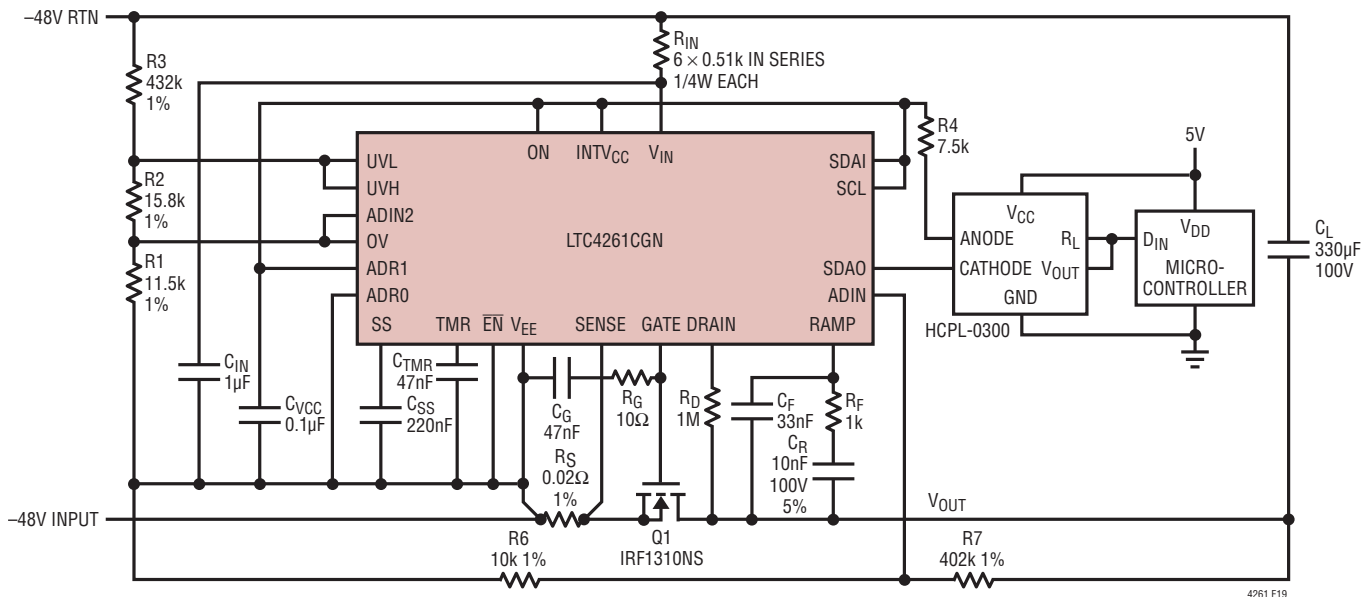 –48V RTN
R3
432k
1%
R2
15.8k
1%
R1
11.5k
1%
RIN
6 × 0.51k IN SERIES
1/4W EACH
ON
INTVCC
VIN
UVL
UVH
ADIN2
OV
ADR1
ADR0
LTC4261CGN
SDAI
SCL
SDAO
ADIN
SS
TMR
EN
VEE
SENSE
GATE
DRAIN
RAMP
R4
7.5k
5V
VCC
ANODE
CATHODE
GND
RL
VOUT
HCPL-0300
VDD
DIN
MICRO-
CONTROLLER
CL
330µF
100V
CIN
1µF
CVCC
0.1µF
CSS
220nF
CTMR
47nF
CG
47nF
RG
10Ω
RS
0.02Ω
1%
RD
1M
CF
33nF
RF
1k
CR
10nF
100V
5%
–48V INPUT
Q1
IRF1310NS
VOUT
R6
10k 1%
R7
402k 1%
4261 F19